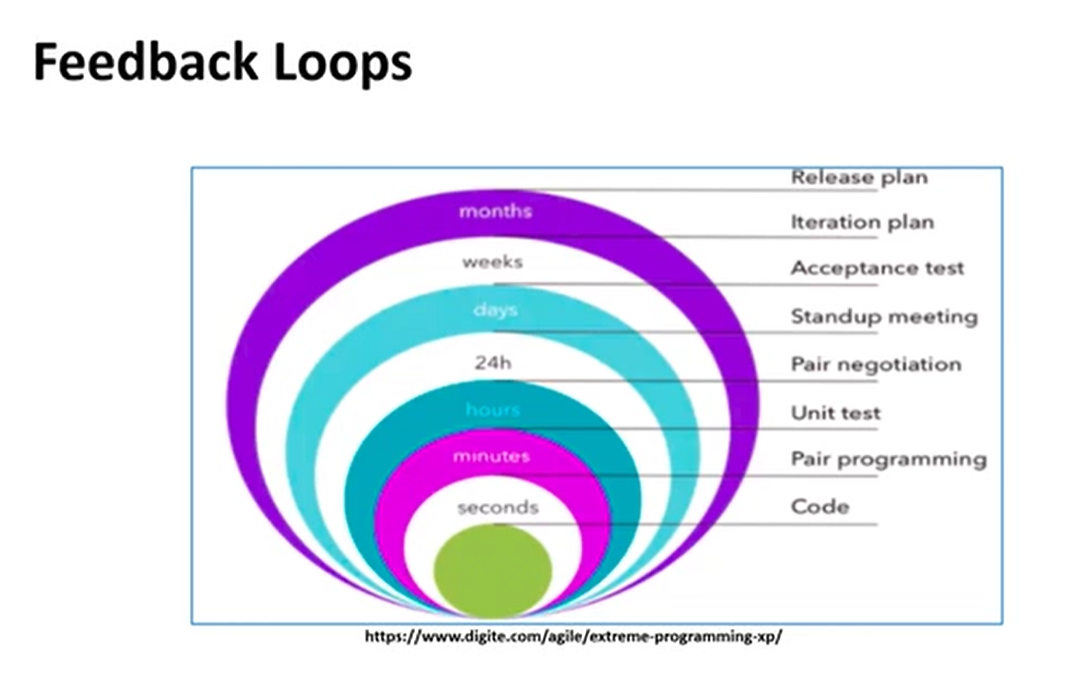 Feedback Loops
Release plan
months
Iteration plan
weeks
Acceptance test
days
Standup meeting
24h
Pair negotiation
hours
Unit test
minutes
Pair programming
seconds
Code
https://www.digite.com/agile/extreme-programming-xp/